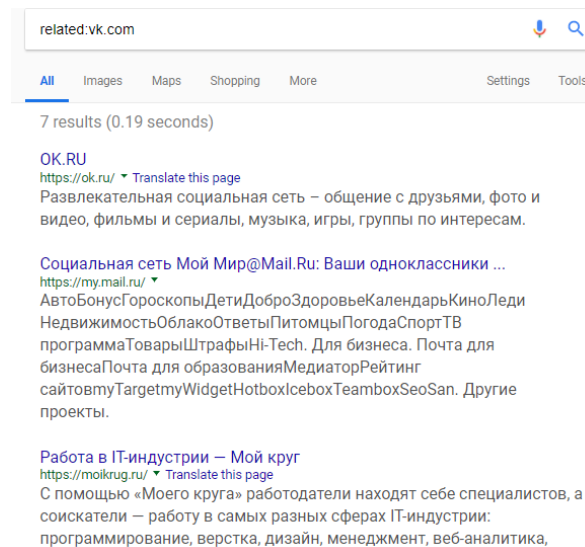 related:vk.com
All Images Maps Shopping More Settings Tools
7 results (0.19 seconds)
OK.RU
https://ok.ru/ Translate this page
Развлекательная социальная сеть – общение с друзьями, фото и
видео, фильмы и сериалы, музыка, игры, группы по интересам.
Социальная сеть Мой Мир@Mail.Ru: Ваши одноклассники ...
https://my.mail.ru/
АвтоБонусГороскопыДетиДоброЗдоровьеКалендарьКиноЛеди
НедвижимостьОблакоОтветыПитомцыПогодаСпортТВ
программаТоварыШтрафыHi-Tech. Для бизнеса. Почта для
бизнесаПочта для образованияМедиаторРейтинг
сайтовmyTargetmyWidgetHotboxIceboxTeamboxSeoSan. Другие
проекты.
Работа в IT-индустрии — Мой круг
https://moikrug.ru/ Translate this page
С помощью «Моего круга» работодатели находят себе специалистов, а
соискатели — работу в самых разных сферах IT-индустрии:
программирование, верстка, дизайн, менеджмент, веб-аналитика,